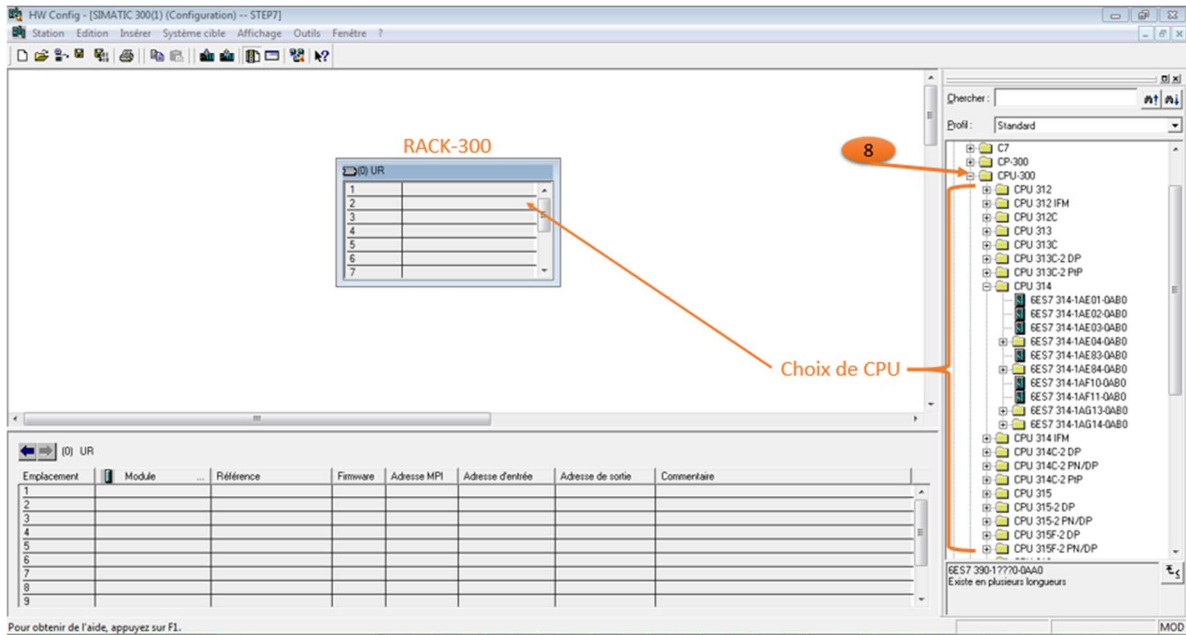 HW Config - [SIMATIC 300(1) (Configuration) -- STEP7]
Station Edition Insérer Système cible Affichage Outils Fenêtre ?
RACK-300
(0) UR
1
2
3
4
5
6
7
Choix de CPU
8
Chercher :
Profil : Standard
C7
CP-300
CPU-300
CPU 312
CPU 312 IFM
CPU 312C
CPU 313
CPU 313C
CPU 313C-2 DP
CPU 313C-2 PtP
CPU 314
6ES7 314-1AE01-0AB0
6ES7 314-1AE02-0AB0
6ES7 314-1AE03-0AB0
6ES7 314-1AE04-0AB0
6ES7 314-1AE83-0AB0
6ES7 314-1AE84-0AB0
6ES7 314-1AF10-0AB0
6ES7 314-1AF11-0AB0
6ES7 314-1AG13-0AB0
6ES7 314-1AG14-0AB0
CPU 314 IFM
CPU 314C-2 DP
CPU 314C-2 PN/DP
CPU 314C-2 PtP
CPU 315
CPU 315-2 DP
CPU 315-2 PN/DP
CPU 315F-2 DP
CPU 315F-2 PN/DP
6ES7 390-1???0-0AA0
Existe en plusieurs longueurs
(0) UR
Emplacement Module ... Référence Firmware Adresse MPI Adresse d'entrée Adresse de sortie Commentaire
1
2
3
4
5
6
7
8
9
Pour obtenir de l'aide, appuyez sur F1.
MOD